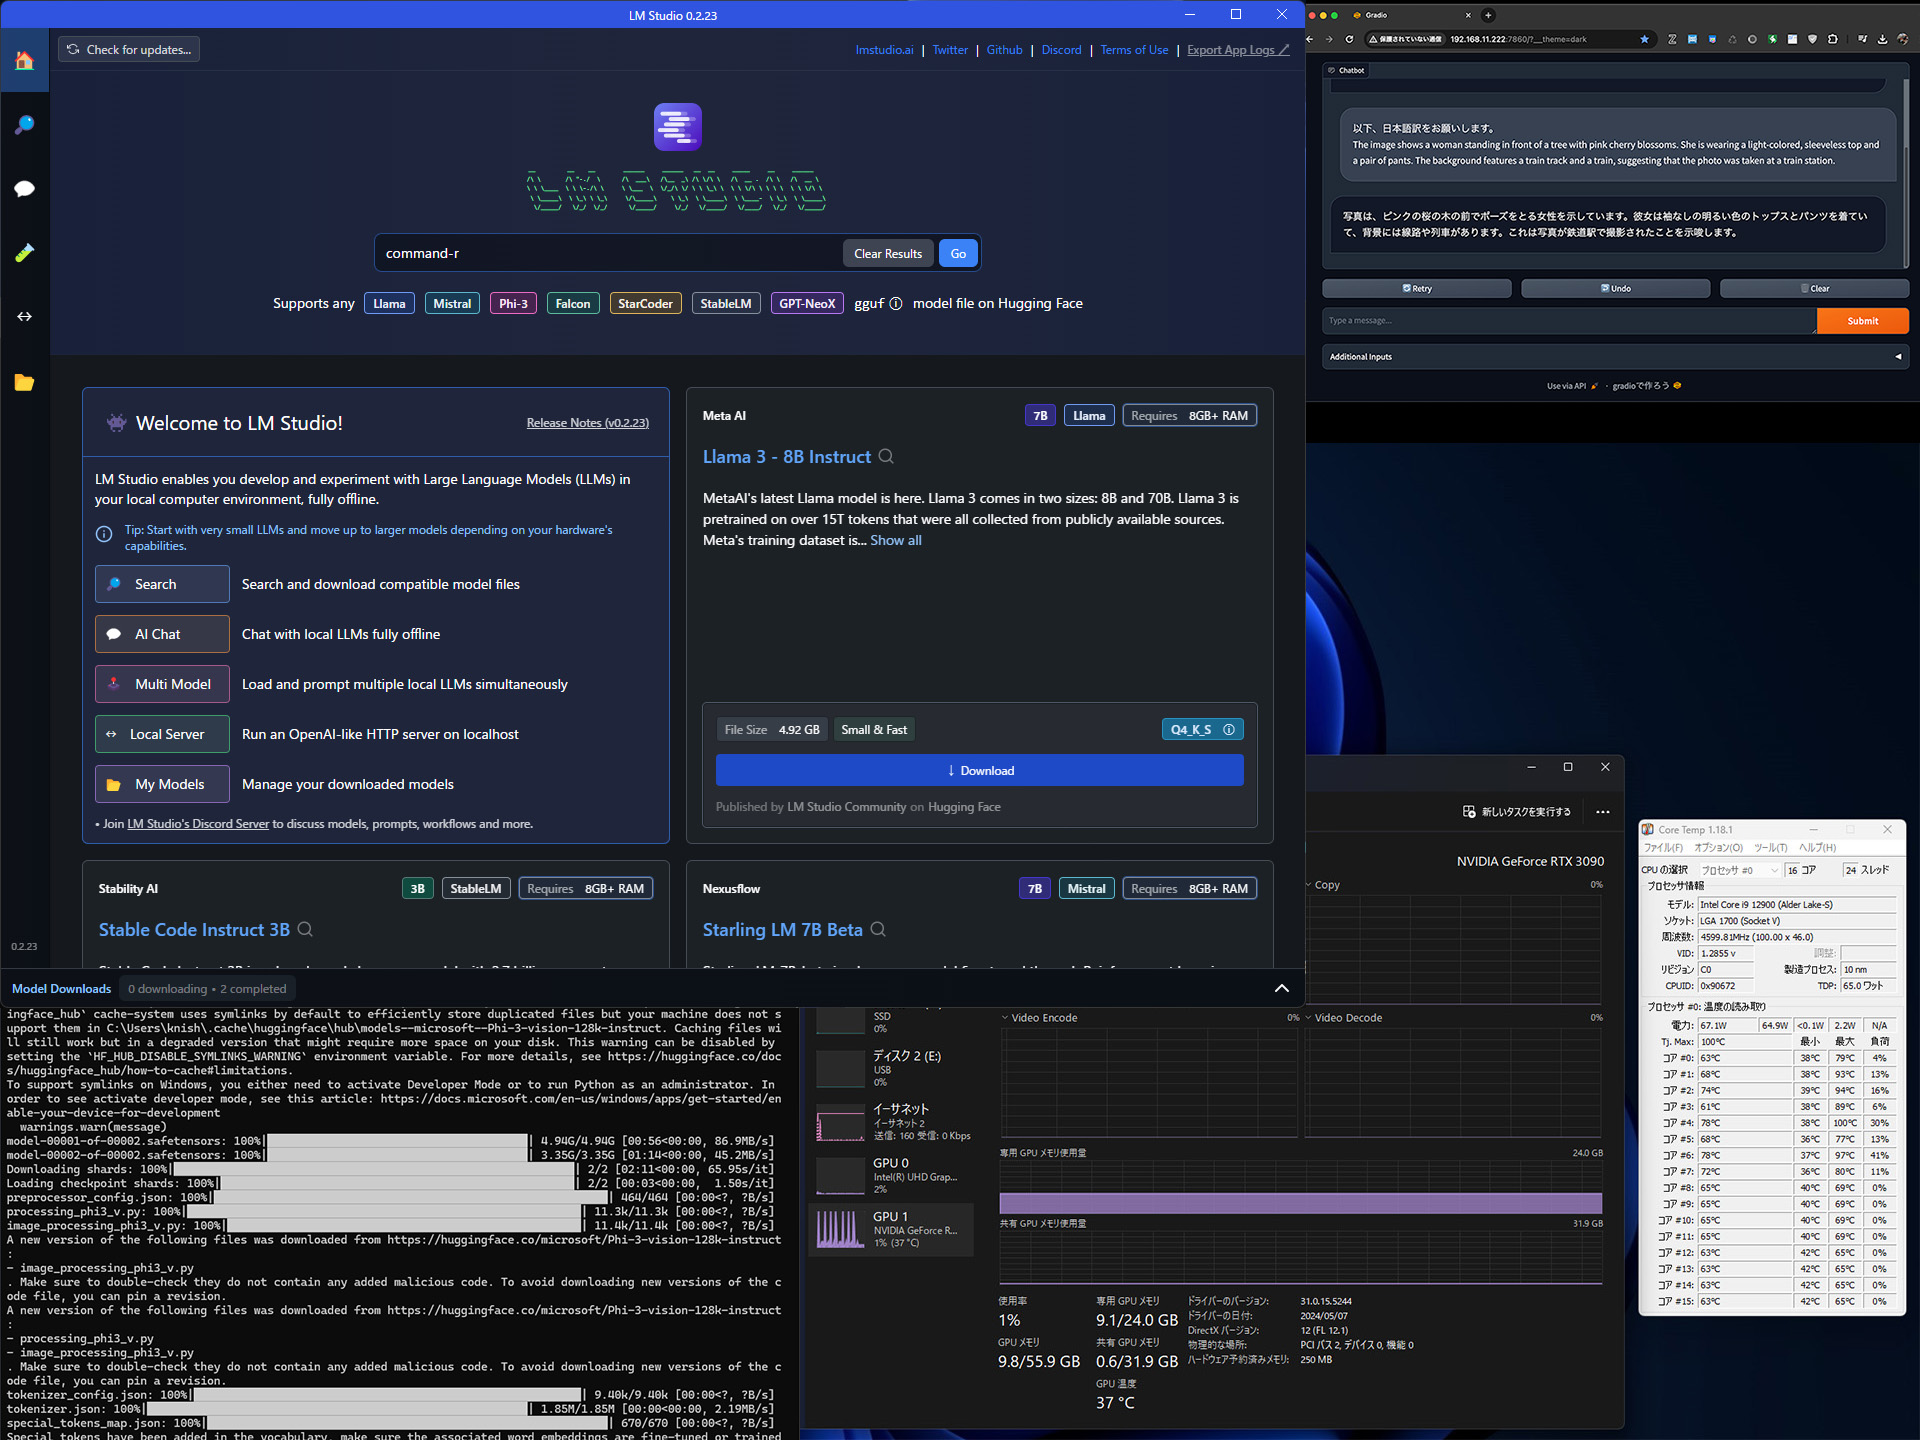 LM Studio 0.2.23
Check for updates...
lmstudio.ai | Twitter | Github | Discord | Terms of Use | Export App Logs
LM Studio
command-r
Clear Results
Go
Supports any Llama Mistral Phi-3 Falcon StarCoder StableLM GPT-NeoX gguf model file on Hugging Face
Welcome to LM Studio!
Release Notes (v0.2.23)
LM Studio enables you develop and experiment with Large Language Models (LLMs) in
your local computer environment, fully offline.
Tip: Start with very small LLMs and move up to larger models depending on your hardware's
capabilities.
Search Search and download compatible model files
AI Chat Chat with local LLMs fully offline
Multi Model Load and prompt multiple local LLMs simultaneously
Local Server Run an OpenAI-like HTTP server on localhost
My Models Manage your downloaded models
• Join LM Studio's Discord Server to discuss models, prompts, workflows and more.
Meta AI 7B Llama Requires 8GB+ RAM
Llama 3 - 8B Instruct
MetaAI's latest Llama model is here. Llama 3 comes in two sizes: 8B and 70B. Llama 3 is
pretrained on over 15T tokens that were all collected from publicly available sources.
Meta's training dataset is... Show all
File Size 4.92 GB Small & Fast Q4_K_S
↓ Download
Published by LM Studio Community on Hugging Face
Stability AI 3B StableLM Requires 8GB+ RAM
Stable Code Instruct 3B
Nexusflow 7B Mistral Requires 8GB+ RAM
Starling LM 7B Beta
0.2.23
Model Downloads 0 downloading • 2 completed
Gradio
保護されていない通信 192.168.11.222:7860/?__theme=dark
Chatbot
以下、日本語訳をお願いします。
The image shows a woman standing in front of a tree with pink cherry blossoms. She is wearing a light-colored, sleeveless top and
a pair of pants. The background features a train track and a train, suggesting that the photo was taken at a train station.
写真は、ピンクの桜の木の前でポーズをとる女性を示しています。彼女は袖なしの明るい色のトップスとパンツを着てい
て、背景には線路や列車があります。これは写真が鉄道駅で撮影されたことを示唆します。
Retry
Undo
Clear
Type a message...
Submit
Additional Inputs
Use via API · gradioで作ろう
ingface_hub` cache-system uses symlinks by default to efficiently store duplicated files but your machine does not s
upport them in C:\Users\knish\.cache\huggingface\hub\models--microsoft--Phi-3-vision-128k-instruct. Caching files wi
ll still work but in a degraded version that might require more space on your disk. This warning can be disabled by
setting the `HF_HUB_DISABLE_SYMLINKS_WARNING` environment variable. For more details, see https://huggingface.co/doc
s/huggingface_hub/how-to-cache#limitations.
To support symlinks on Windows, you either need to activate Developer Mode or to run Python as an administrator. In
order to see activate developer mode, see this article: https://docs.microsoft.com/en-us/windows/apps/get-started/en
able-your-device-for-development
warnings.warn(message)
model-00001-of-00002.safetensors: 100%| | 4.94G/4.94G [00:56<00:00, 86.9MB/s]
model-00002-of-00002.safetensors: 100%| | 3.35G/3.35G [01:14<00:00, 45.2MB/s]
Downloading shards: 100%| | 2/2 [02:11<00:00, 65.95s/it]
Loading checkpoint shards: 100%| | 2/2 [00:03<00:00, 1.50s/it]
preprocessor_config.json: 100%| | 464/464 [00:00<?, ?B/s]
processing_phi3_v.py: 100%| | 11.3k/11.3k [00:00<?, ?B/s]
image_processing_phi3_v.py: 100%| | 11.4k/11.4k [00:00<?, ?B/s]
A new version of the following files was downloaded from https://huggingface.co/microsoft/Phi-3-vision-128k-instruct
:
- image_processing_phi3_v.py
. Make sure to double-check they do not contain any added malicious code. To avoid downloading new versions of the c
ode file, you can pin a revision.
A new version of the following files was downloaded from https://huggingface.co/microsoft/Phi-3-vision-128k-instruct
:
- processing_phi3_v.py
- image_processing_phi3_v.py
. Make sure to double-check they do not contain any added malicious code. To avoid downloading new versions of the c
ode file, you can pin a revision.
tokenizer_config.json: 100%| | 9.40k/9.40k [00:00<?, ?B/s]
tokenizer.json: 100%| | 1.85M/1.85M [00:00<00:00, 2.19MB/s]
special_tokens_map.json: 100%| | 670/670 [00:00<?, ?B/s]
Special tokens have been added in the vocabulary, make sure the associated word embeddings are fine-tuned or trained
新しいタスクを実行する
NVIDIA GeForce RTX 3090
Copy 0%
SSD
0%
ディスク 2 (E:)
USB
0%
イーサネット
イーサネット 2
送信: 160 受信: 0 Kbps
GPU 0
Intel(R) UHD Grap...
2%
GPU 1
NVIDIA GeForce R...
1% (37 °C)
Video Encode 0%
Video Decode 0%
専用 GPU メモリ使用量 24.0 GB
共有 GPU メモリ使用量 31.9 GB
使用率
1%
GPU メモリ
9.8/55.9 GB
専用 GPU メモリ
9.1/24.0 GB
共有 GPU メモリ
0.6/31.9 GB
GPU 温度
37 °C
ドライバーのバージョン: 31.0.15.5244
ドライバーの日付: 2024/05/07
DirectX バージョン: 12 (FL 12.1)
物理的な場所: PCI バス 2, デバイス 0, 機能 0
ハードウェア予約済みメモリ: 250 MB
Core Temp 1.18.1
ファイル(F) オプション(O) ツール(T) ヘルプ(H)
CPU の選択 プロセッサ #0 16 コア 24 スレッド
プロセッサ情報
モデル: Intel Core i9 12900 (Alder Lake-S)
ソケット: LGA 1700 (Socket V)
周波数: 4599.81MHz (100.00 x 46.0)
VID: 1.2855 v 調整:
リビジョン C0 製造プロセス: 10 nm
CPUID: 0x90672 TDP: 65.0 ワット
プロセッサ #0: 温度の読み取り
電力: 67.1W 64.9W <0.1W 2.2W N/A
Tj. Max: 100°C 最小 最大 負荷
コア #0: 63°C 38°C 79°C 4%
コア #1: 68°C 38°C 93°C 13%
コア #2: 74°C 39°C 94°C 16%
コア #3: 61°C 38°C 89°C 6%
コア #4: 78°C 38°C 100°C 30%
コア #5: 68°C 36°C 77°C 13%
コア #6: 78°C 37°C 97°C 41%
コア #7: 72°C 36°C 80°C 11%
コア #8: 65°C 40°C 69°C 0%
コア #9: 65°C 40°C 69°C 0%
コア #10: 65°C 40°C 69°C 0%
コア #11: 65°C 40°C 69°C 0%
コア #12: 63°C 42°C 65°C 0%
コア #13: 63°C 42°C 65°C 0%
コア #14: 63°C 42°C 65°C 0%
コア #15: 63°C 42°C 65°C 0%